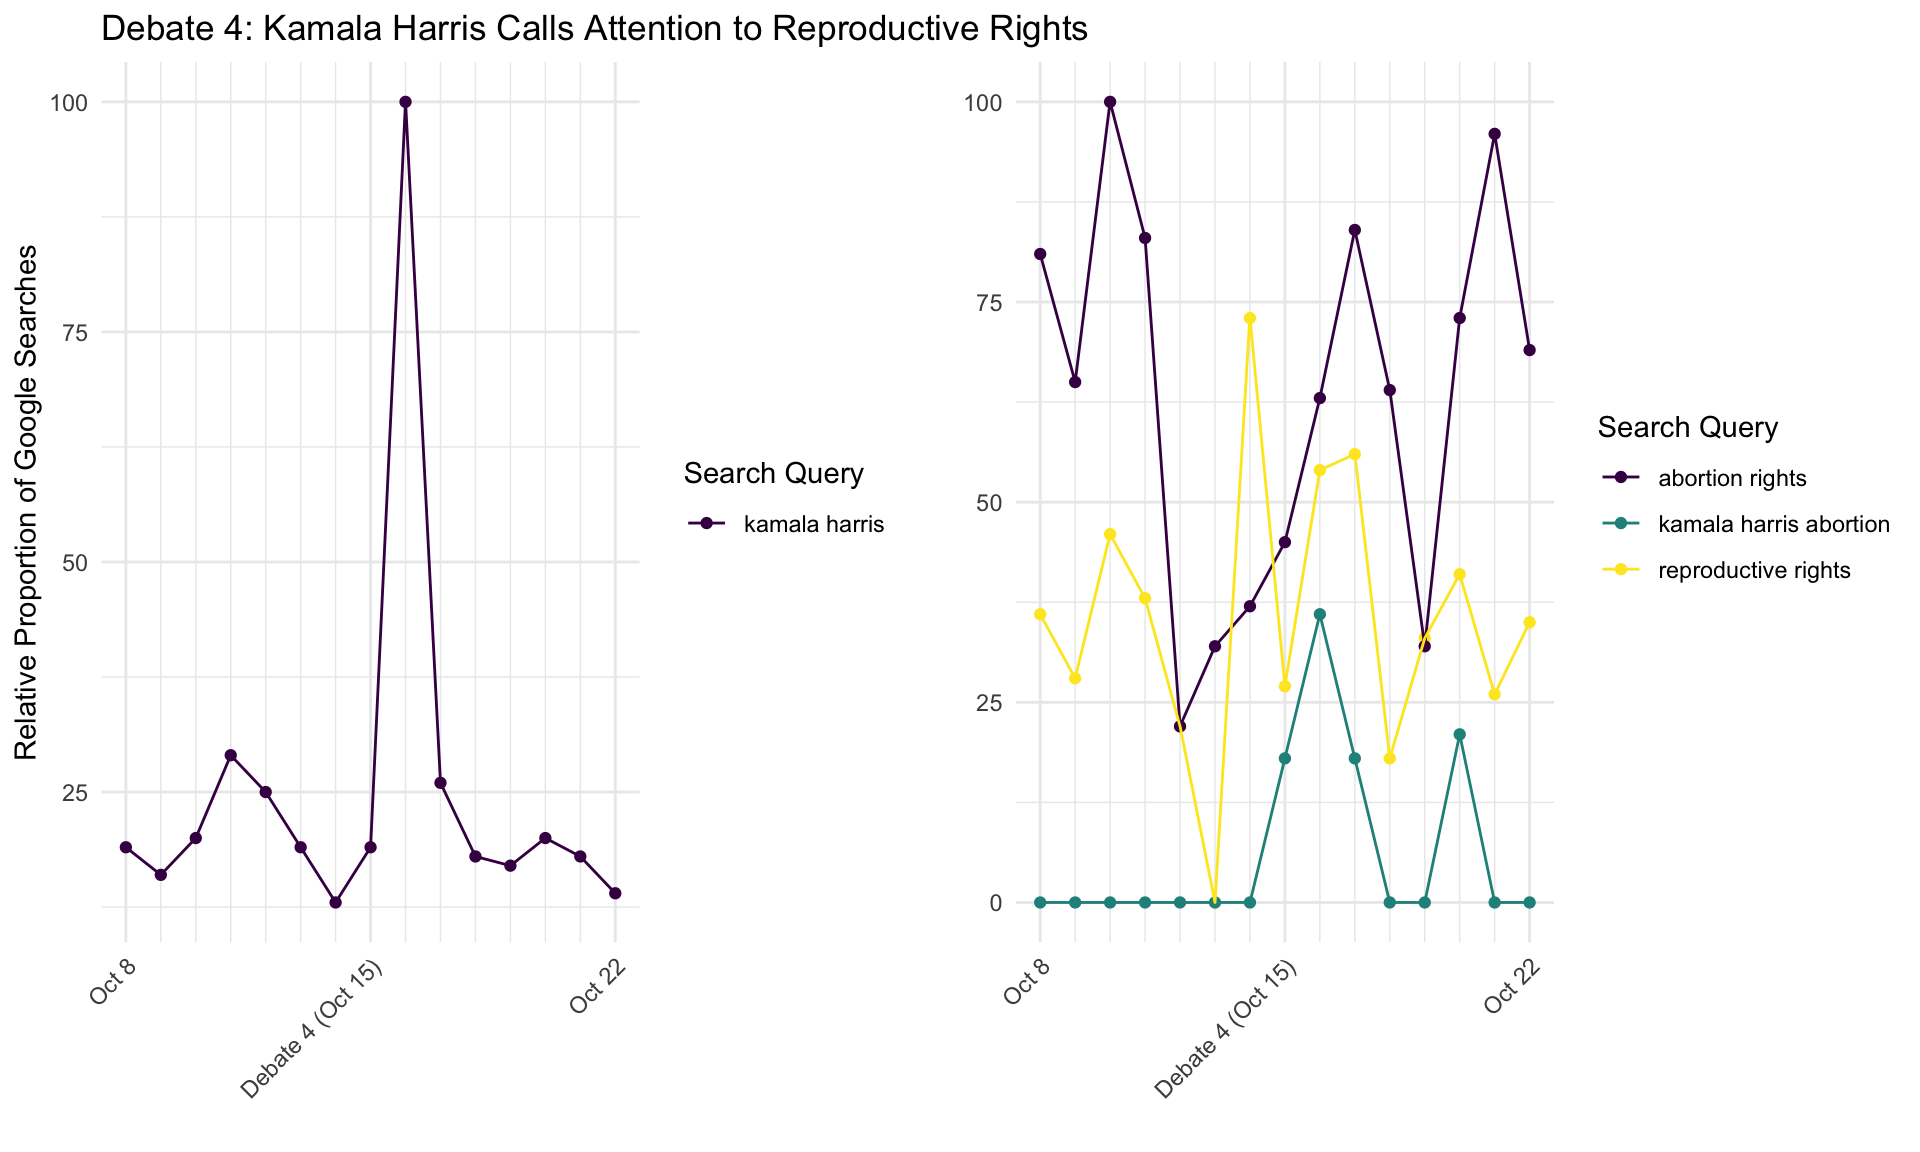 Debate 4: Kamala Harris Calls Attention to Reproductive Rights
Relative Proportion of Google Searches
100
75
50
25
Oct 8
Debate 4 (Oct 15)
Oct 22
Search Query
kamala harris
100
75
50
25
0
Oct 8
Debate 4 (Oct 15)
Oct 22
Search Query
abortion rights
kamala harris abortion
reproductive rights